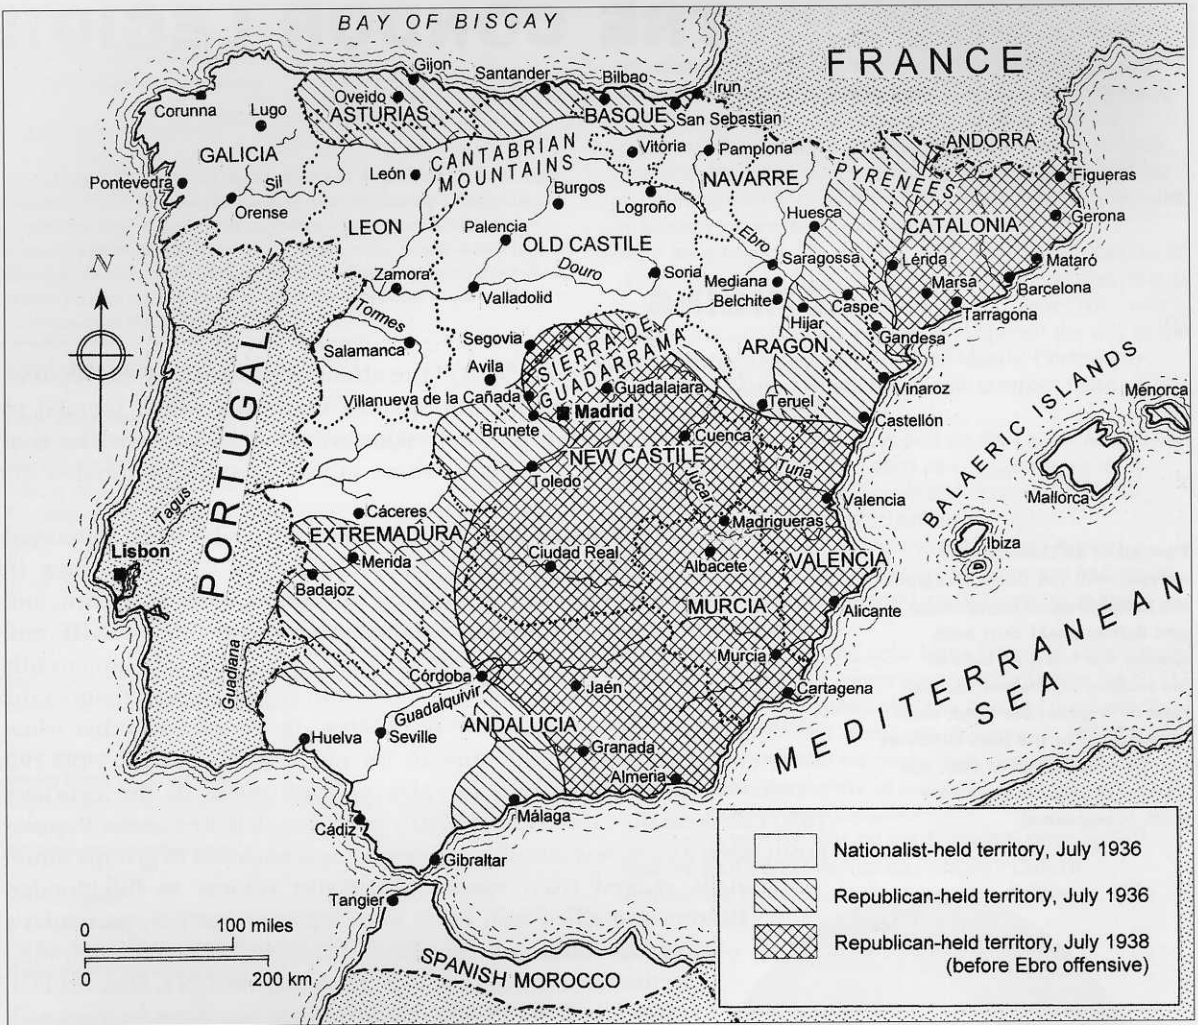 BAY OF BISCAY
FRANCE
Gijon
Santander
Bilbao
Irun
Corunna
Lugo
Oveido
ASTURIAS
BASQUE
San Sebastian
ANDORRA
GALICIA
CANTABRIAN
MOUNTAINS
Vitoria
Pamplona
PYRENEES
Figueras
Pontevedra
Sil
León
Burgos
NAVARRE
Orense
Logroño
Huesca
Gerona
LEON
Palencia
OLD CASTILE
Ebro
CATALONIA
N
Zamora
Douro
Soria
Saragossa
Lérida
Mataró
Mediana
Marsa
Barcelona
Valladolid
Belchite
Caspe
Tarragona
Tormes
Hijar
Segovia
SIERRA DE
GUADARRAMA
ARAGON
Gandesa
Salamanca
Avila
Guadalajara
Vinaroz
Villanueva de la Cañada
Madrid
Teruel
Castellón
Brunete
Cuenca
BALAERIC ISLANDS
Menorca
PORTUGAL
NEW CASTILE
Toledo
Turia
Mallorca
Tagus
Jucar
Valencia
Cáceres
Madrigueras
EXTREMADURA
Ibiza
Lisbon
Merida
Ciudad Real
Albacete
VALENCIA
Badajoz
MURCIA
Alicante
Guadiana
Murcia
Córdoba
Jaén
Cartagena
MEDITERRANEAN
SEA
Guadalquivir
ANDALUCIA
Huelva
Seville
Granada
Almeria
Málaga
Cádiz
Gibraltar
Tangier
SPANISH MOROCCO
0 100 miles
0 200 km
Nationalist-held territory, July 1936
Republican-held territory, July 1936
Republican-held territory, July 1938
(before Ebro offensive)